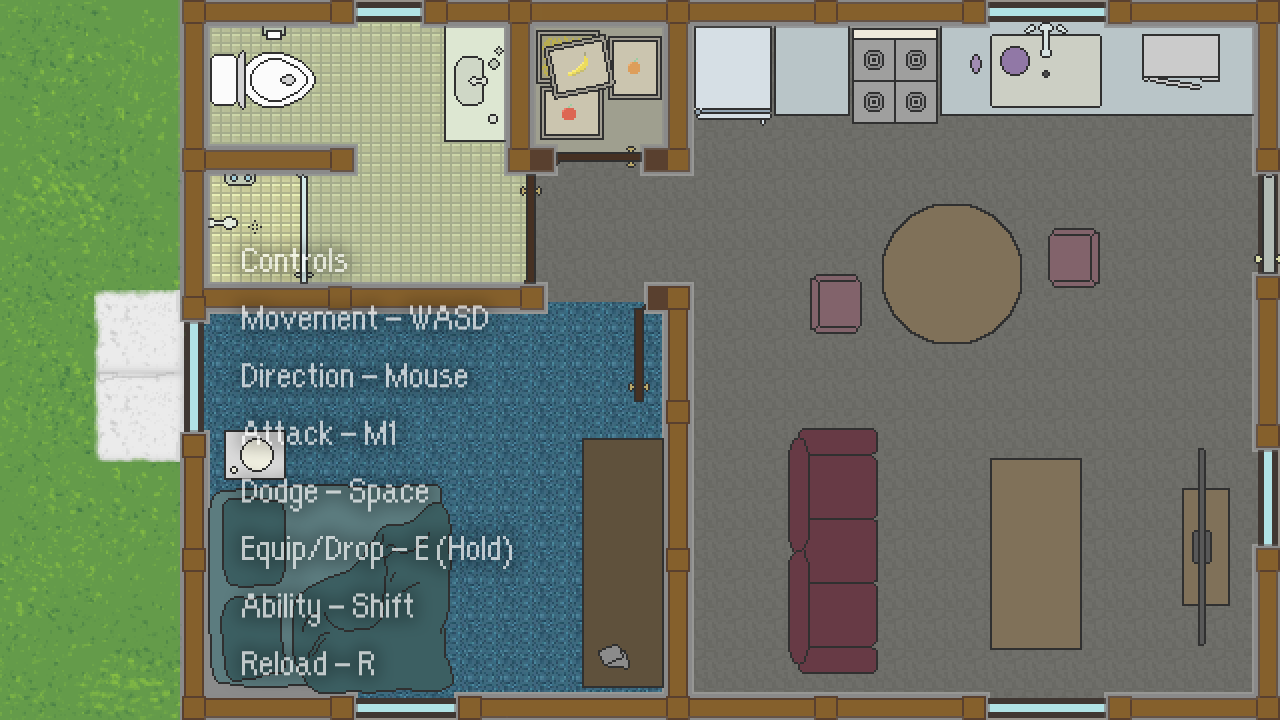 Controls
Movement – WASD
Direction – Mouse
Attack – M1
Dodge – Space
Equip/Drop – E (Hold)
Ability – Shift
Reload – R